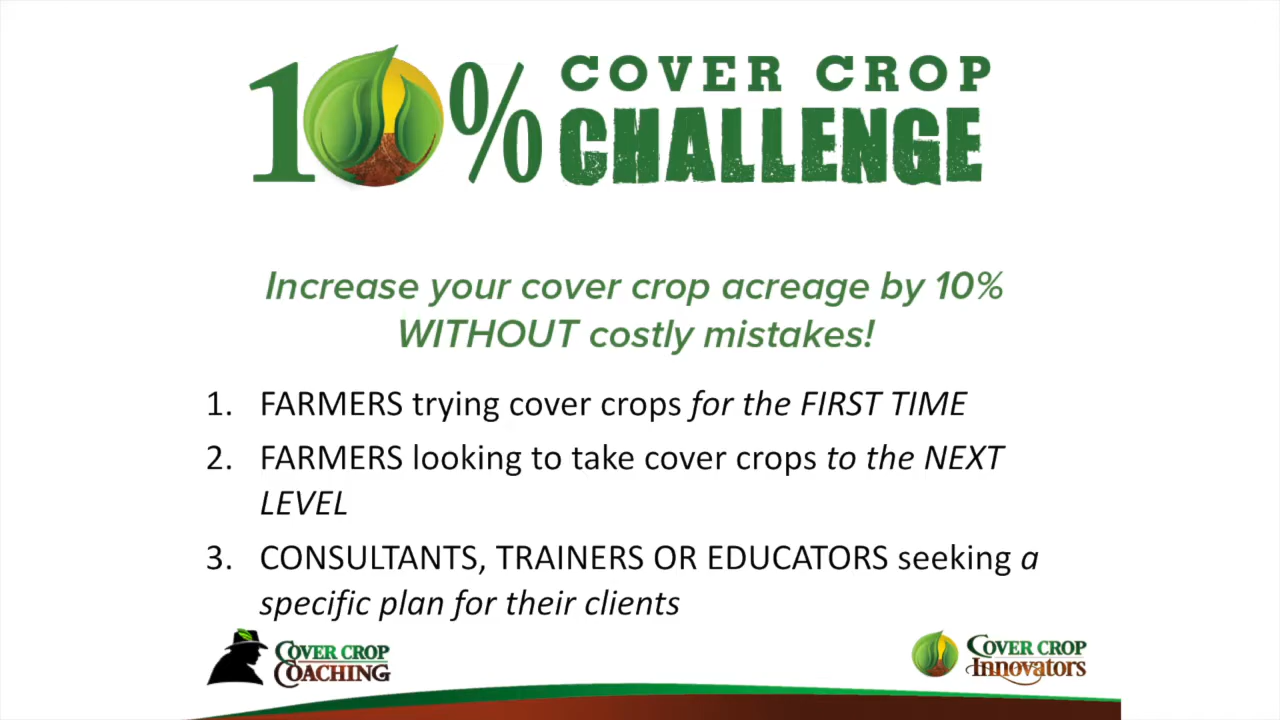 10% COVER CROP
CHALLENGE
Increase your cover crop acreage by 10%
WITHOUT costly mistakes!
1. FARMERS trying cover crops for the FIRST TIME
2. FARMERS looking to take cover crops to the NEXT
LEVEL
3. CONSULTANTS, TRAINERS OR EDUCATORS seeking a
specific plan for their clients
COVER CROP
COACHING
COVER CROP
Innovators